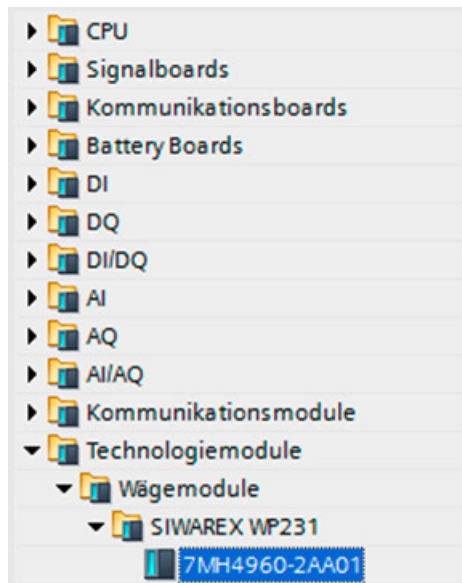 CPU
Signalboards
Kommunikationsboards
Battery Boards
DI
DQ
DI/DQ
AI
AQ
AI/AQ
Kommunikationsmodule
Technologiemodule
Wägemodule
SIWAREX WP231
7MH4960-2AA01